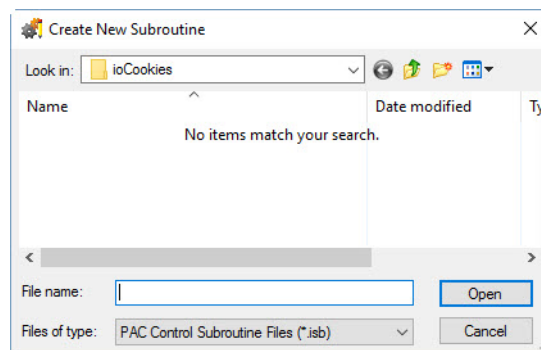 Create New Subroutine
Look in: ioCookies
Name Date modified Ty
No items match your search.
File name: Open
Files of type: PAC Control Subroutine Files (*.isb) Cancel